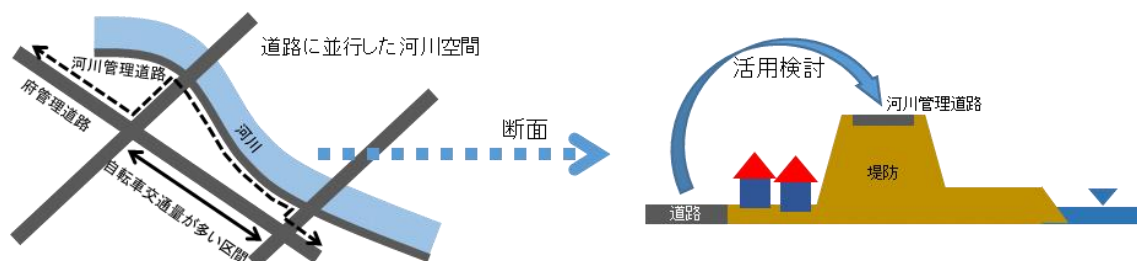 道路に並行した河川空間
河川管理道路
府管理道路
河川
自転車交通量が多い区間
断面
活用検討
河川管理道路
堤防
道路